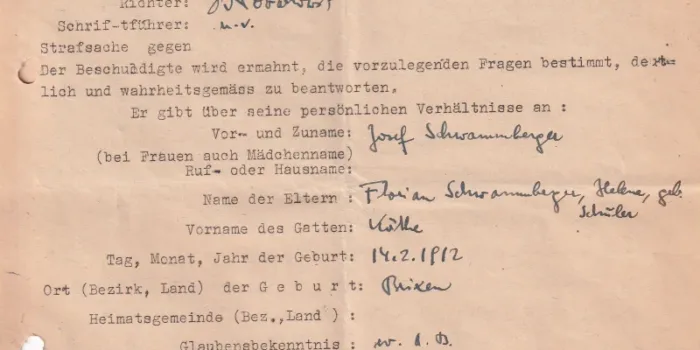 Richter:
Schrif-tführer: n.v.
Strafsache gegen
Der Beschuldigte wird ermahnt, die vorzulegenden Fragen bestimmt, deut=
lich und wahrheitsgemäss zu beantworten.
Er gibt über seine persönlichen Verhältnisse an :
Vor- und Zuname: Josef Schwammberger
(bei Frauen auch Mädchenname)
Ruf- oder Hausname:
Name der Eltern : Florian Schwammberger, Helene, geb.
Schüler
Vorname des Gatten: Käthe
Tag, Monat, Jahr der Geburt: 14.2.1912
Ort (Bezirk, Land) der G e b u r t: Brixen
Heimatsgemeinde (Bez.,Land ) :
Glaubensbekenntnis :